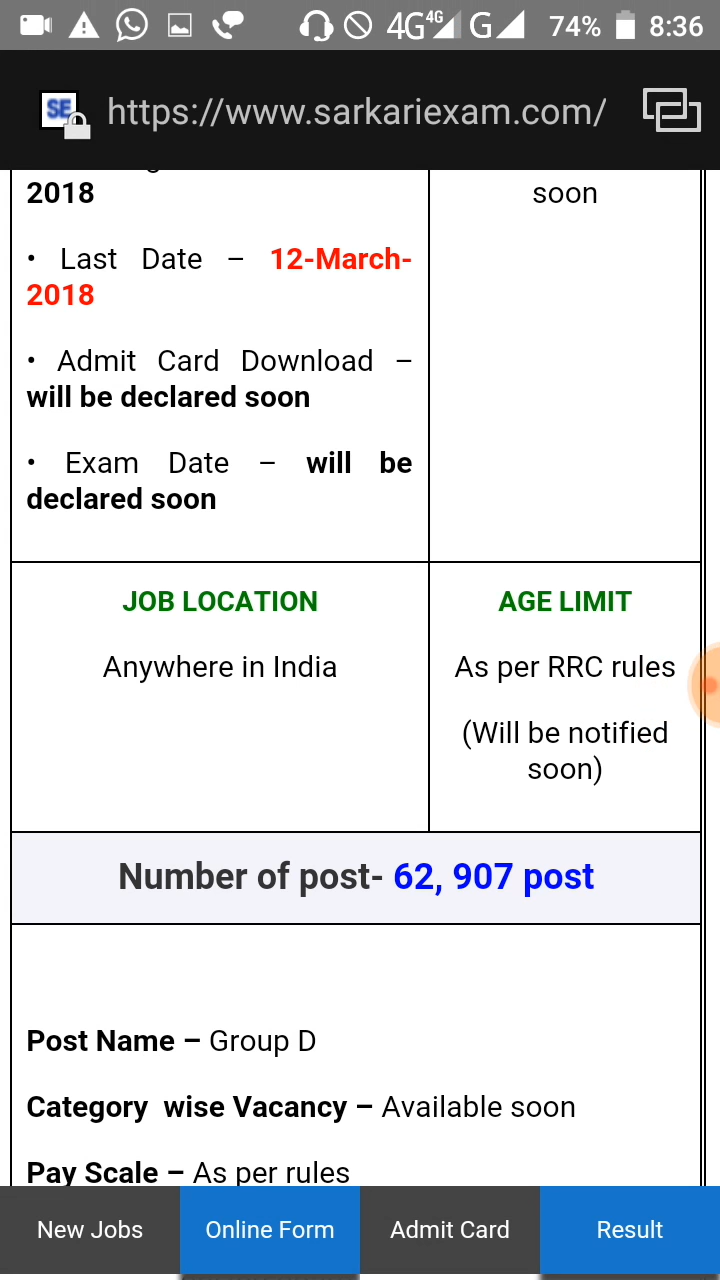 4G 4G G 74% 8:36
SE https://www.sarkariexam.com/
2018
• Last Date – 12-March-
2018
• Admit Card Download –
will be declared soon
• Exam Date – will be
declared soon
soon
JOB LOCATION
Anywhere in India
AGE LIMIT
As per RRC rules
(Will be notified
soon)
Number of post- 62, 907 post
Post Name – Group D
Category wise Vacancy – Available soon
Pay Scale – As per rules
New Jobs
Online Form
Admit Card
Result